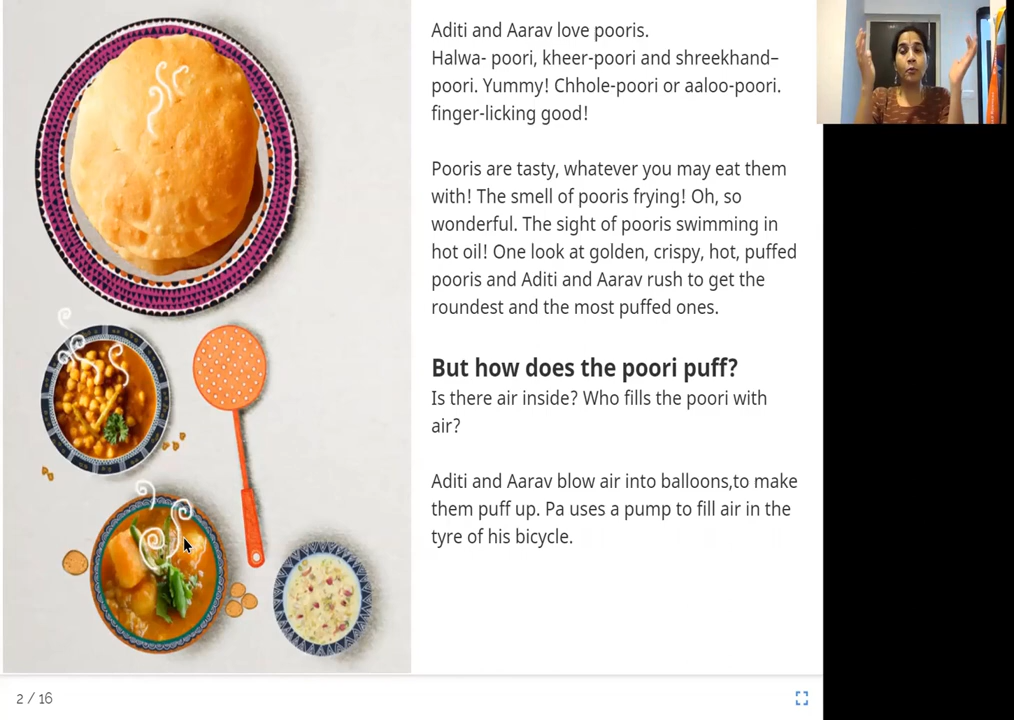 Aditi and Aarav love pooris.
Halwa- poori, kheer-poori and shreekhand–
poori. Yummy! Chhole-poori or aaloo-poori.
finger-licking good!
Pooris are tasty, whatever you may eat them
with! The smell of pooris frying! Oh, so
wonderful. The sight of pooris swimming in
hot oil! One look at golden, crispy, hot, puffed
pooris and Aditi and Aarav rush to get the
roundest and the most puffed ones.
But how does the poori puff?
Is there air inside? Who fills the poori with
air?
Aditi and Aarav blow air into balloons,to make
them puff up. Pa uses a pump to fill air in the
tyre of his bicycle.
2 / 16